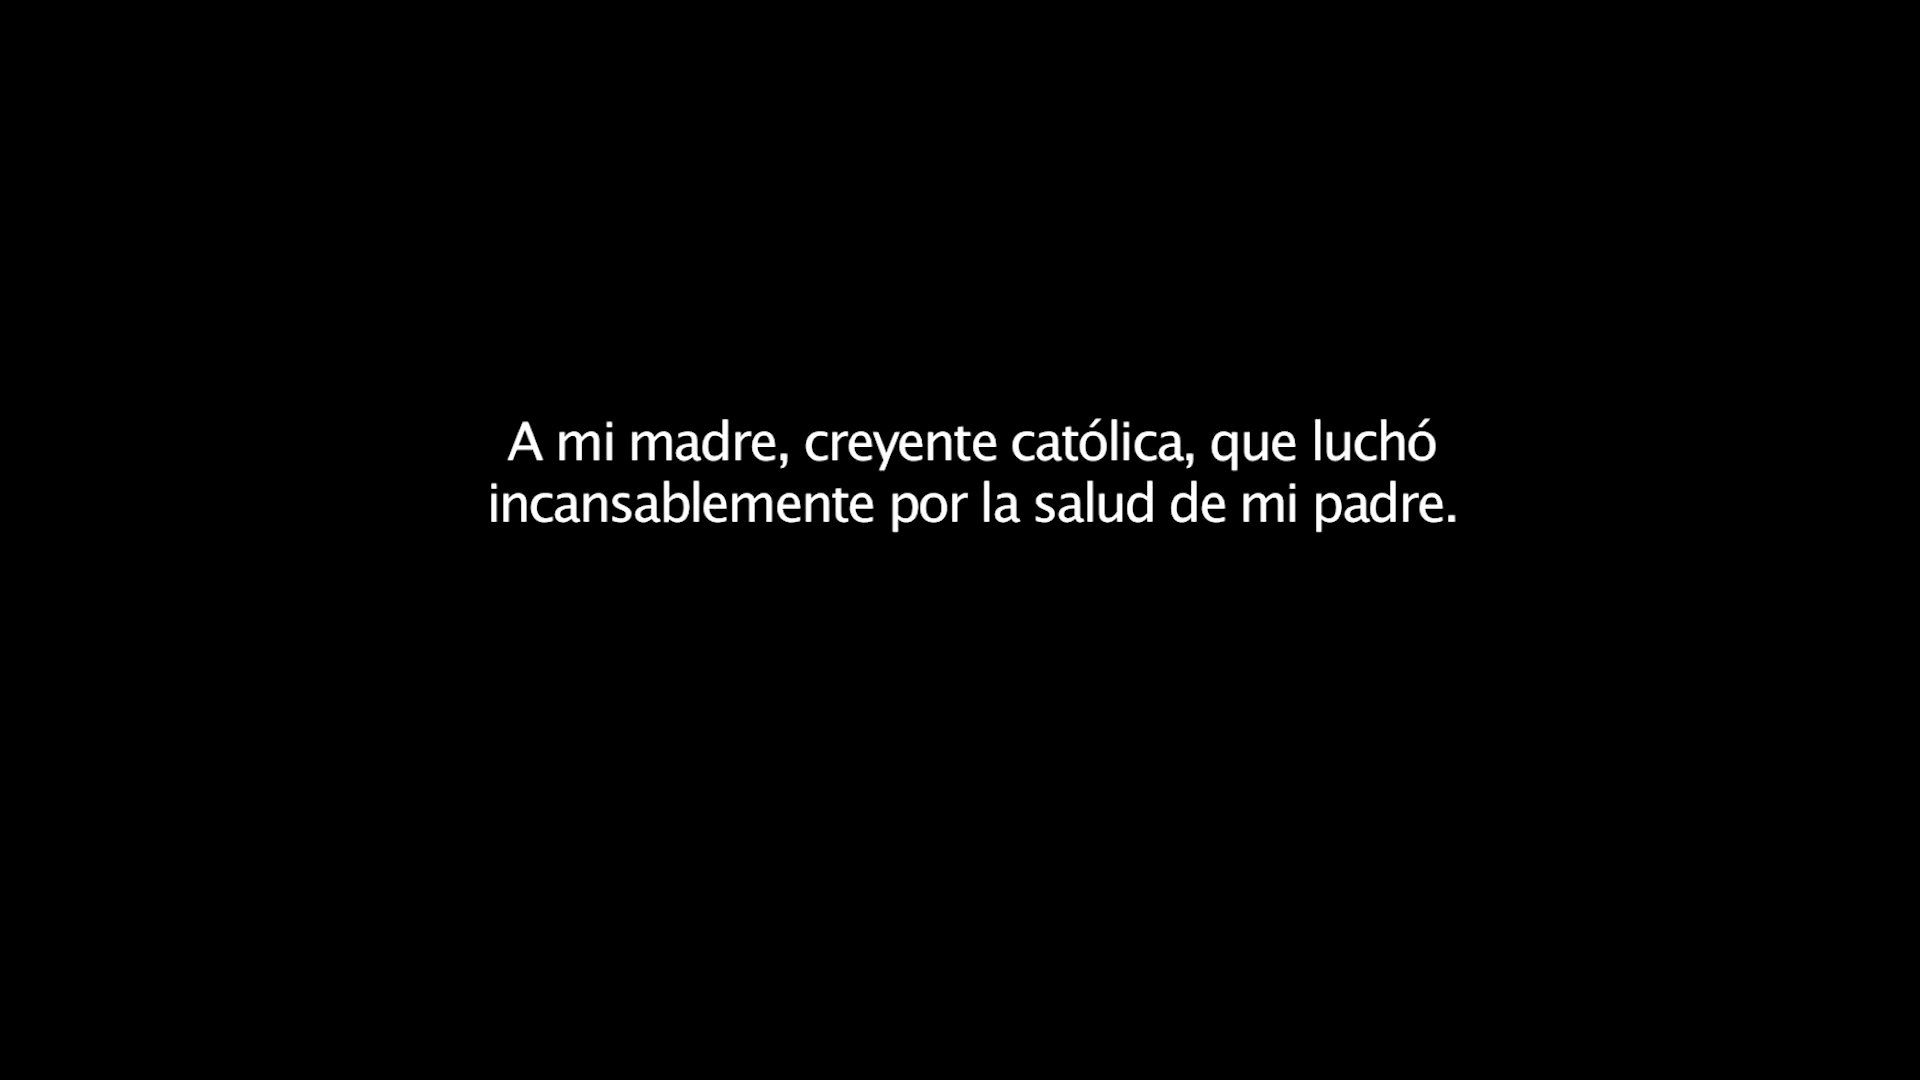 A mi madre, creyente católica, que luchó
incansablemente por la salud de mi padre.